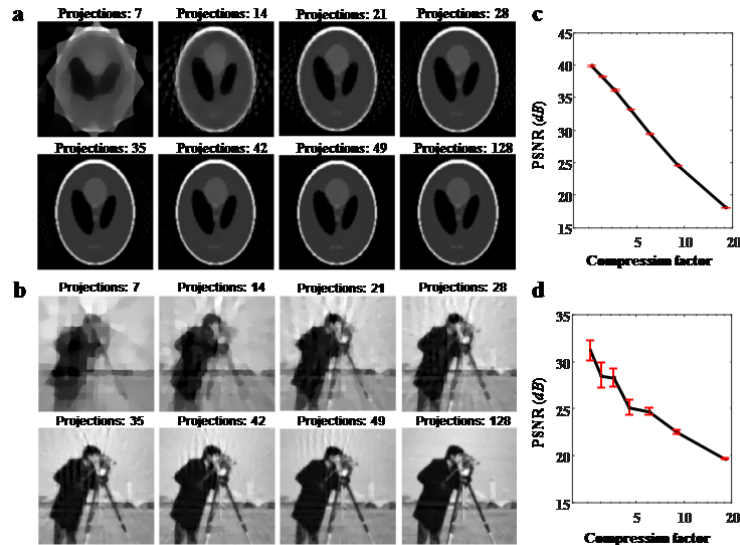 a
Projections: 7 Projections: 14 Projections: 21 Projections: 28
Projections: 35 Projections: 42 Projections: 49 Projections: 128
c
PSNR (dB)
45
40
35
30
25
20
15
5 10 20
Compression factor
b
Projections: 7 Projections: 14 Projections: 21 Projections: 28
Projections: 35 Projections: 42 Projections: 49 Projections: 128
d
PSNR (dB)
35
30
25
20
15
5 10 20
Compression factor